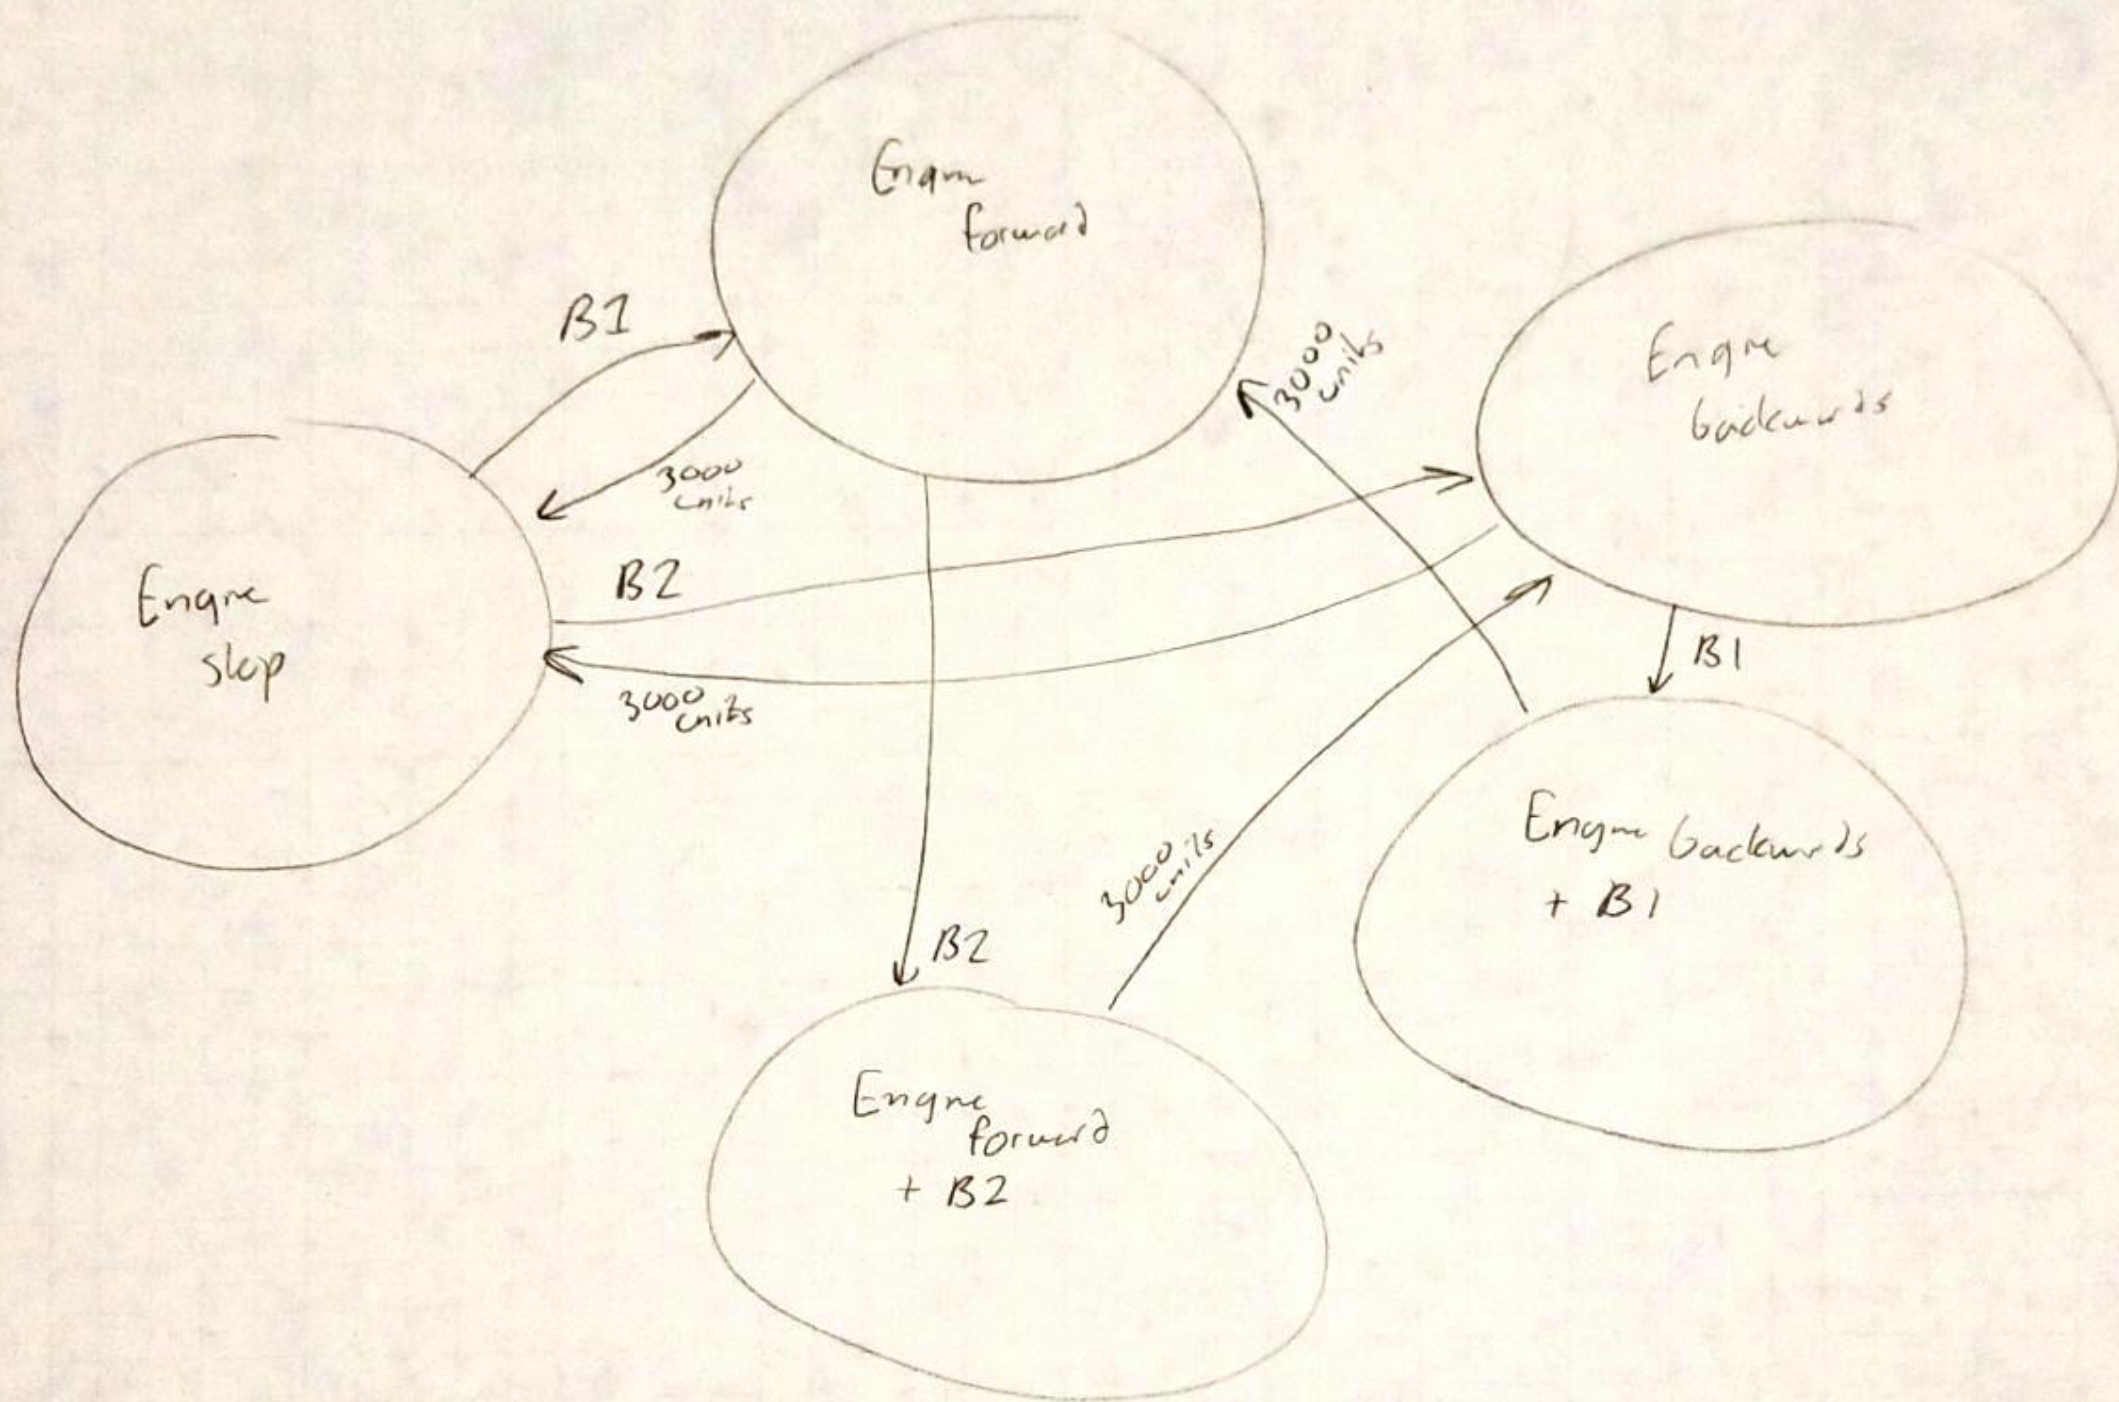 Engine
forward
B1
3000
units
Engine
backwards
3000
units
B2
Engine
stop
3000
units
B1
Engine backwards
+ B1
3000
units
B2
Engine
forward
+ B2